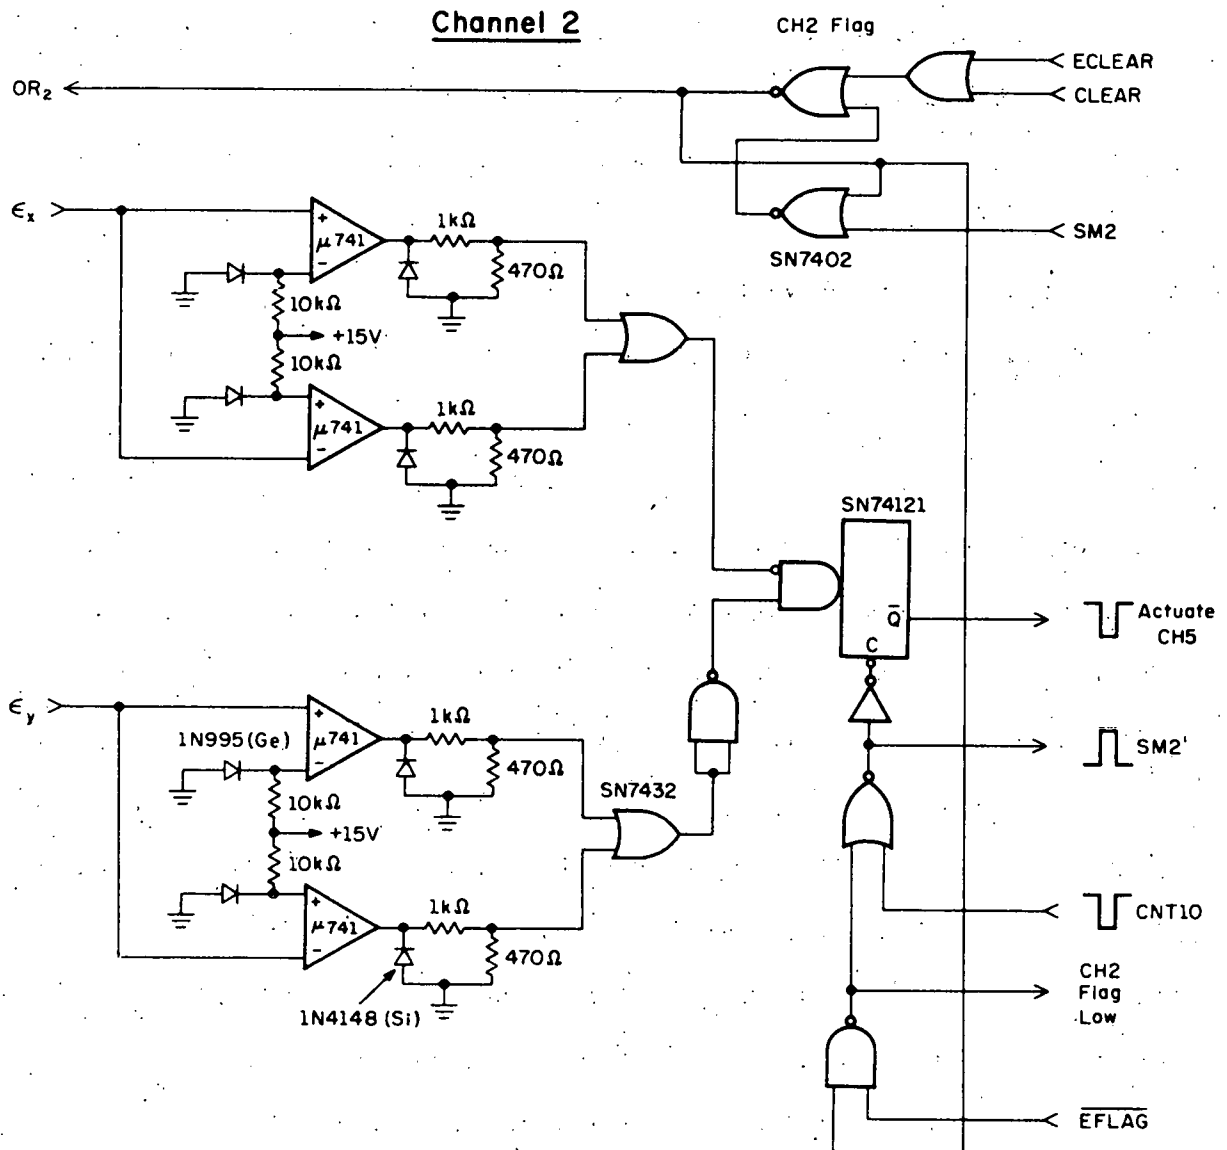 Channel 2
CH2 Flag
OR₂
ECLEAR
CLEAR
SM2
SN7402
ϵₓ
+
μ741
−
1kΩ
470Ω
10kΩ
+15V
10kΩ
+
μ741
−
1kΩ
470Ω
SN74121
Q̅
C
Actuate
CH5
SM2'
ϵᵧ
1N995 (Ge)
+
μ741
−
1kΩ
470Ω
10kΩ
+15V
10kΩ
SN7432
+
μ741
−
1kΩ
470Ω
1N4148 (Si)
CNT10
CH2
Flag
Low
E̅F̅L̅A̅G̅